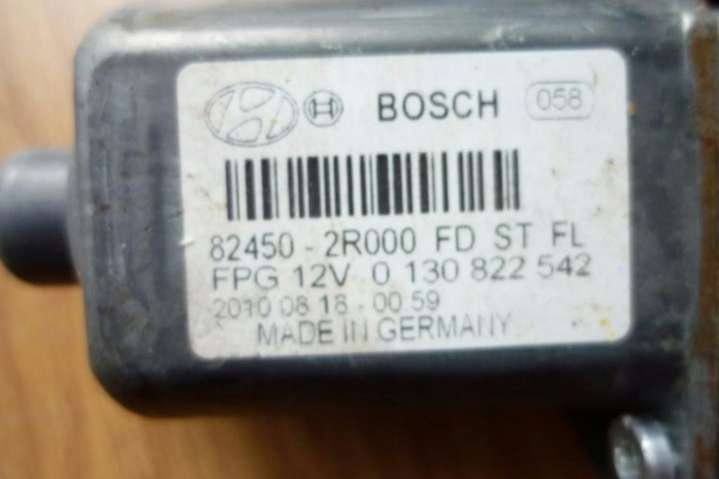 BOSCH 058
82450 - 2R000 FD ST FL
FPG 12V 0 130 822 542
2010 08 18 - 00 59
MADE IN GERMANY